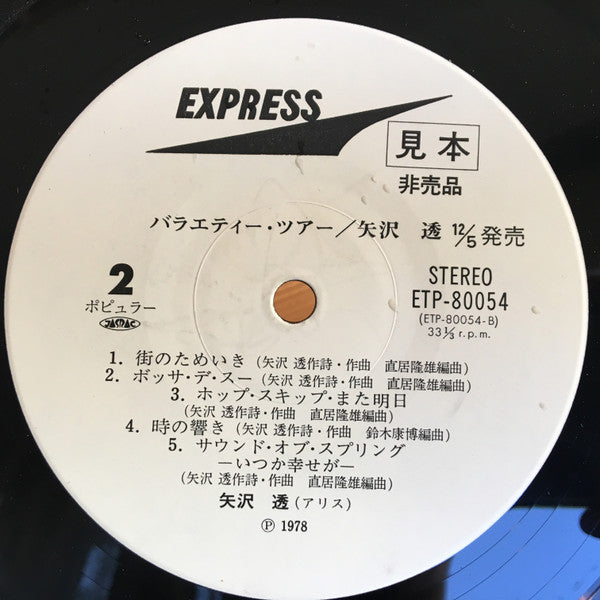 EXPRESS
見本
非売品
バラエティー・ツアー／矢沢 透 12/5発売
2
ポピュラー
JASRAC
STEREO
ETP-80054
(ETP-80054-B)
33 1/3 r.p.m.
1. 街のためいき (矢沢 透作詩・作曲 直居隆雄編曲)
2. ボッサ・デ・スー (矢沢 透作詩・作曲 直居隆雄編曲)
3. ホップ・スキップ・また明日
(矢沢 透作詩・作曲 直居隆雄編曲)
4. 時の響き (矢沢 透作詩・作曲 鈴木康博編曲)
5. サウンド・オブ・スプリング
―いつか幸せが―
(矢沢 透作詩・作曲 直居隆雄編曲)
矢沢 透 (アリス)
Ⓟ 1978